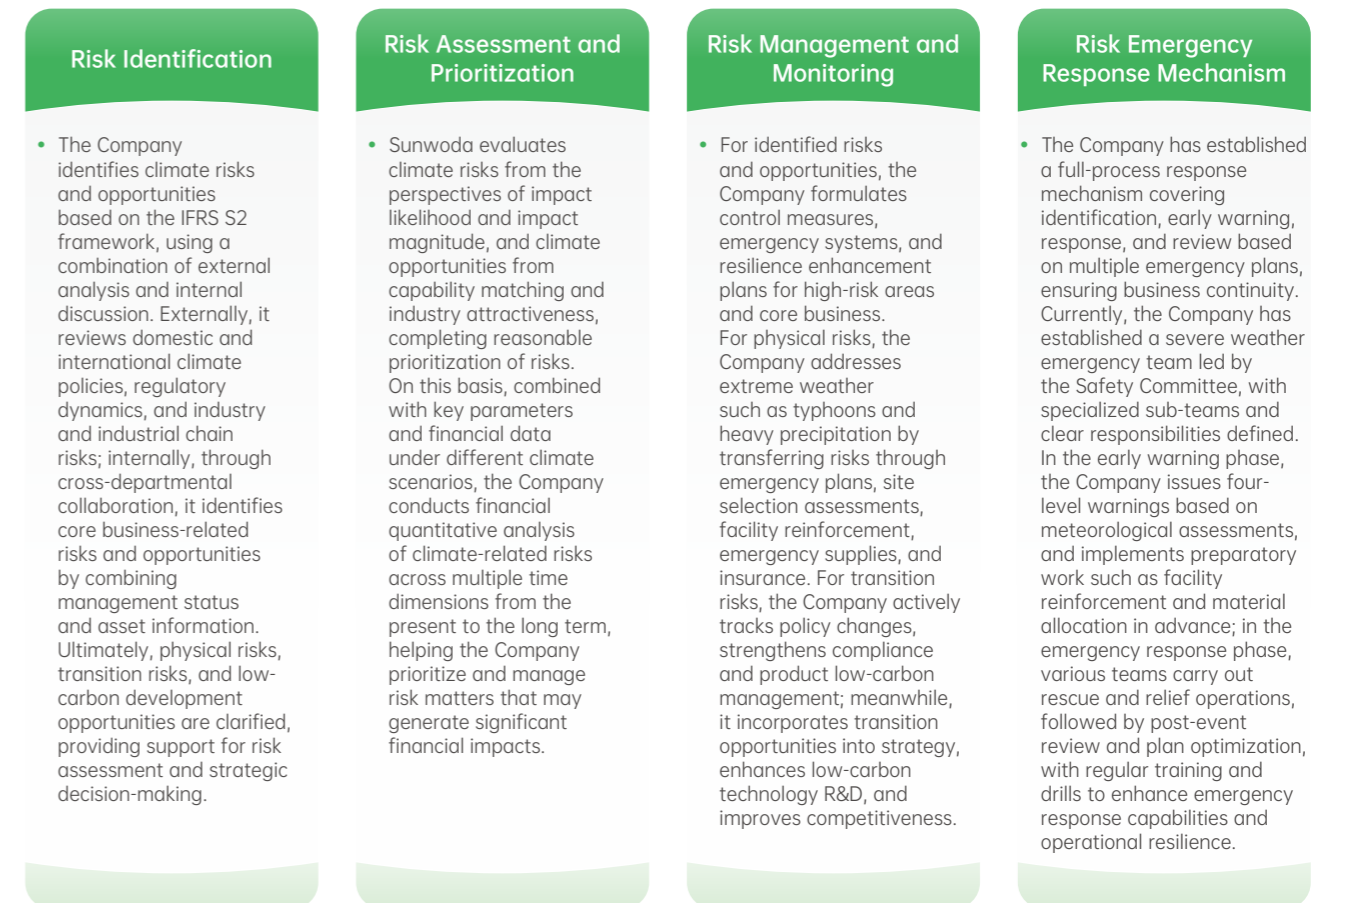 Risk Identification
• The Company
identifies climate risks
and opportunities
based on the IFRS S2
framework, using a
combination of external
analysis and internal
discussion. Externally, it
reviews domestic and
international climate
policies, regulatory
dynamics, and industry
and industrial chain
risks; internally, through
cross-departmental
collaboration, it identifies
core business-related
risks and opportunities
by combining
management status
and asset information.
Ultimately, physical risks,
transition risks, and low-
carbon development
opportunities are clarified,
providing support for risk
assessment and strategic
decision-making.
Risk Assessment and
Prioritization
• Sunwoda evaluates
climate risks from the
perspectives of impact
likelihood and impact
magnitude, and climate
opportunities from
capability matching and
industry attractiveness,
completing reasonable
prioritization of risks.
On this basis, combined
with key parameters
and financial data
under different climate
scenarios, the Company
conducts financial
quantitative analysis
of climate-related risks
across multiple time
dimensions from the
present to the long term,
helping the Company
prioritize and manage
risk matters that may
generate significant
financial impacts.
Risk Management and
Monitoring
• For identified risks
and opportunities, the
Company formulates
control measures,
emergency systems, and
resilience enhancement
plans for high-risk areas
and core business.
For physical risks, the
Company addresses
extreme weather
such as typhoons and
heavy precipitation by
transferring risks through
emergency plans, site
selection assessments,
facility reinforcement,
emergency supplies, and
insurance. For transition
risks, the Company actively
tracks policy changes,
strengthens compliance
and product low-carbon
management; meanwhile,
it incorporates transition
opportunities into strategy,
enhances low-carbon
technology R&D, and
improves competitiveness.
Risk Emergency
Response Mechanism
• The Company has established
a full-process response
mechanism covering
identification, early warning,
response, and review based
on multiple emergency plans,
ensuring business continuity.
Currently, the Company has
established a severe weather
emergency team led by
the Safety Committee, with
specialized sub-teams and
clear responsibilities defined.
In the early warning phase,
the Company issues four-
level warnings based on
meteorological assessments,
and implements preparatory
work such as facility
reinforcement and material
allocation in advance; in the
emergency response phase,
various teams carry out
rescue and relief operations,
followed by post-event
review and plan optimization,
with regular training and
drills to enhance emergency
response capabilities and
operational resilience.